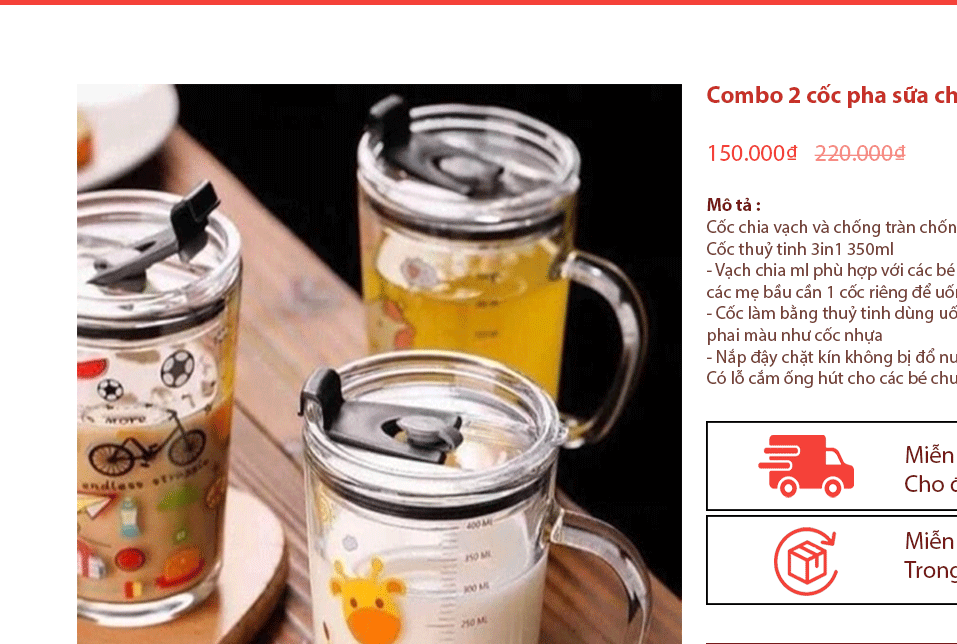 Combo 2 cốc pha sữa ch
150.000₫ 220.000₫
Mô tả :
Cốc chia vạch và chống tràn chốn
Cốc thuỷ tinh 3in1 350ml
- Vạch chia ml phù hợp với các bé
các mẹ bầu cần 1 cốc riêng để uố
- Cốc làm bằng thuỷ tinh dùng uố
phai màu như cốc nhựa
- Nắp đậy chặt kín không bị đổ nu
Có lỗ cắm ống hút cho các bé chu
Miễn
Cho đ
Miễn
Trong
MORE
endless struggle
400 ML
350 ML
300 ML
250 ML